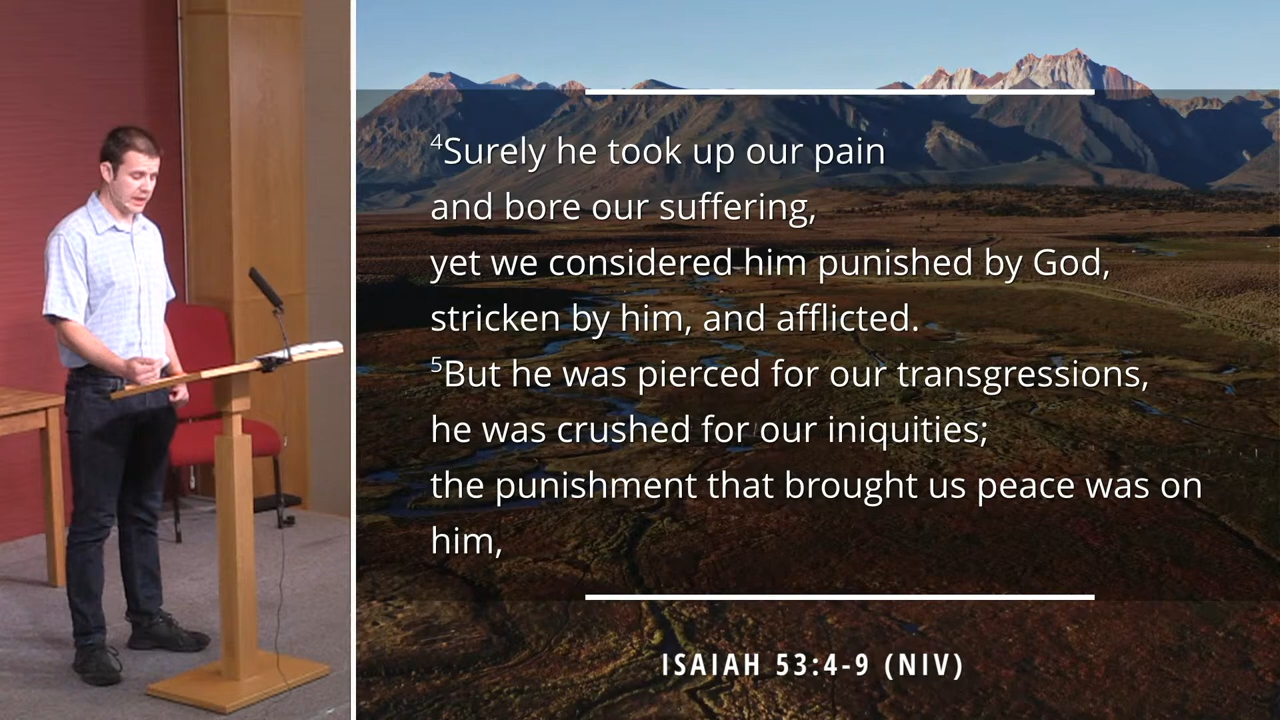 ⁴Surely he took up our pain
and bore our suffering,
yet we considered him punished by God,
stricken by him, and afflicted.
⁵But he was pierced for our transgressions,
he was crushed for our iniquities;
the punishment that brought us peace was on
him,
ISAIAH 53:4-9 (NIV)